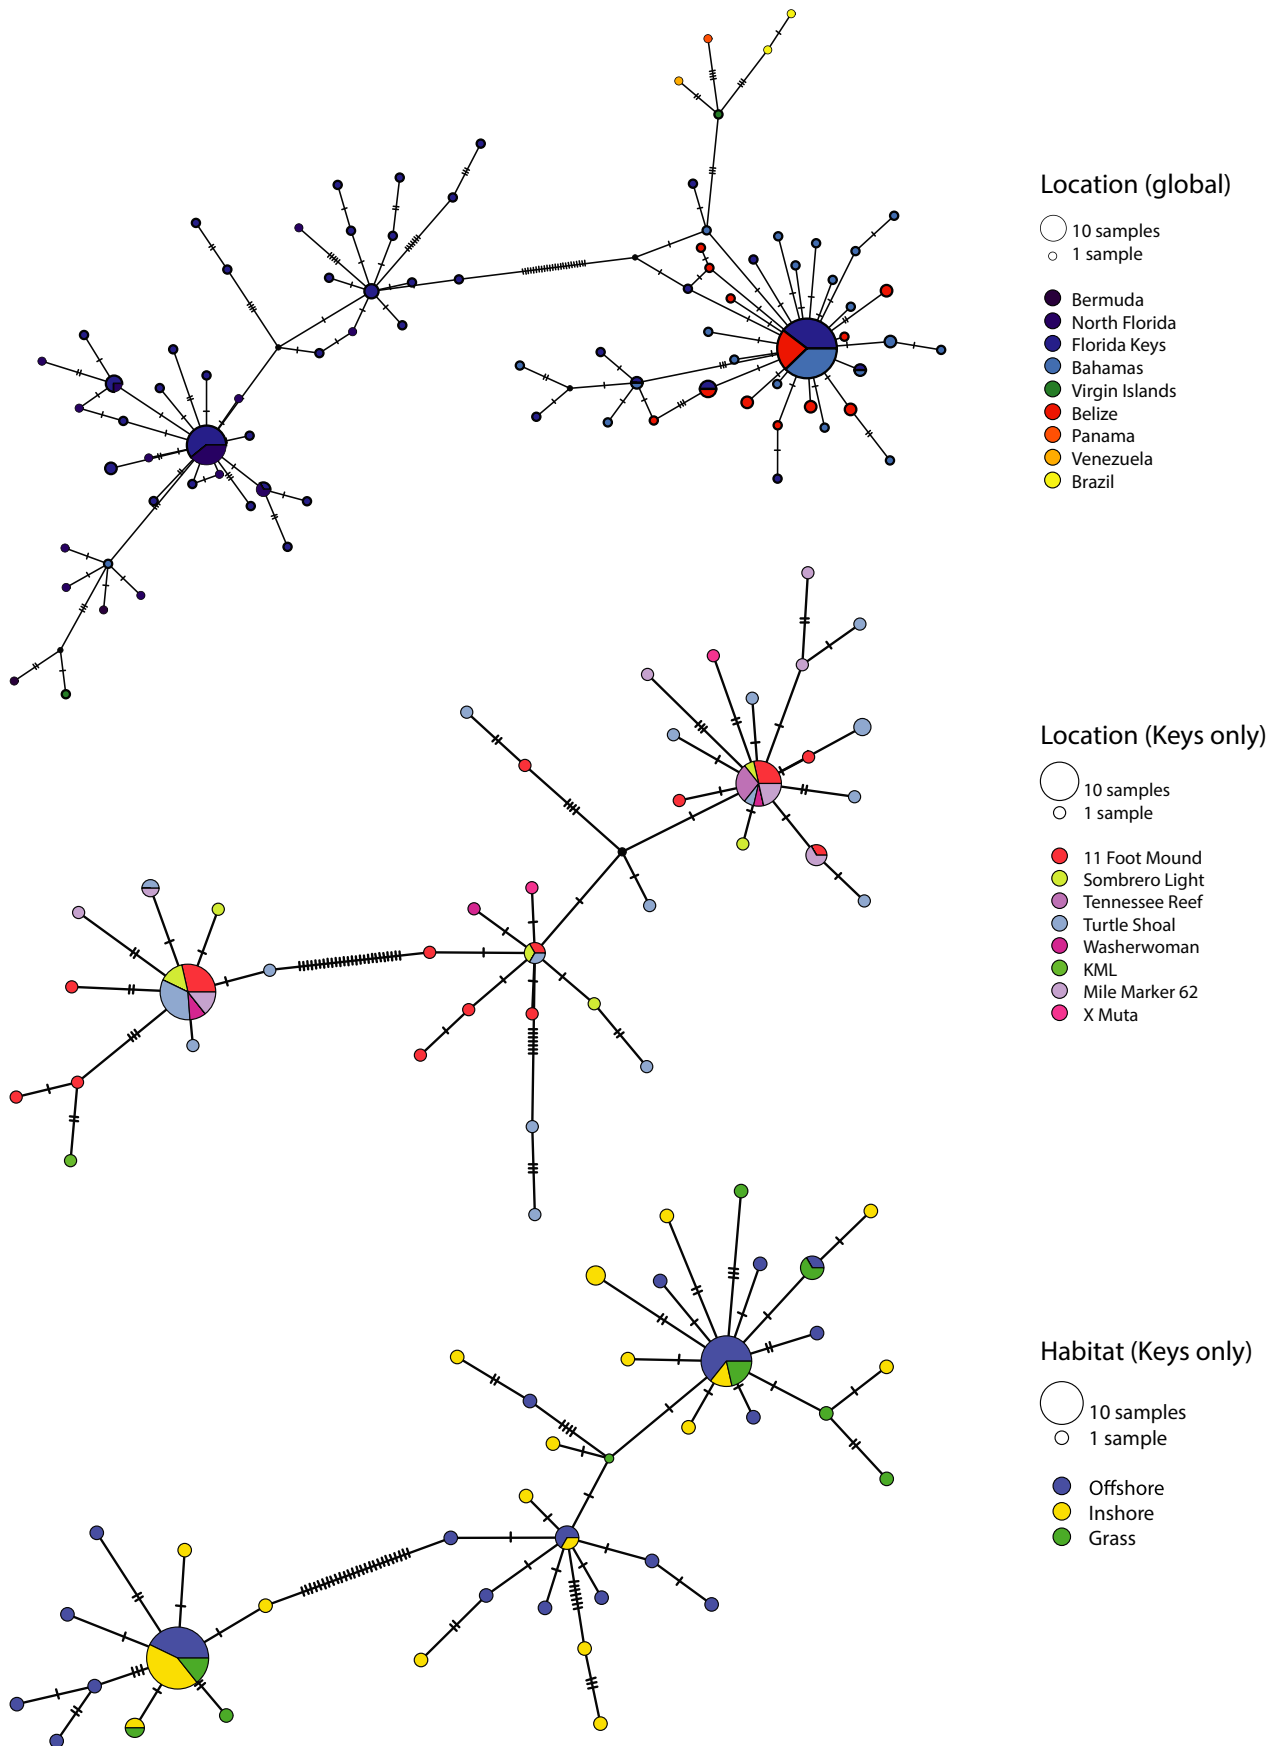 Location (global)
10 samples
1 sample
Bermuda
North Florida
Florida Keys
Bahamas
Virgin Islands
Belize
Panama
Venezuela
Brazil
Location (Keys only)
10 samples
1 sample
11 Foot Mound
Sombrero Light
Tennessee Reef
Turtle Shoal
Washerwoman
KML
Mile Marker 62
X Muta
Habitat (Keys only)
10 samples
1 sample
Offshore
Inshore
Grass